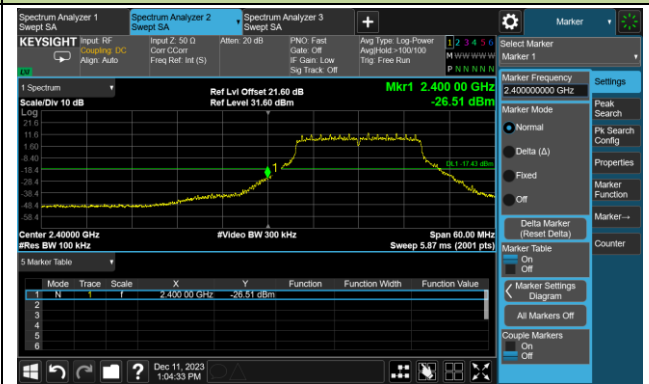 Spectrum Analyzer 1
Swept SA
Spectrum Analyzer 2
Swept SA
Spectrum Analyzer 3
Swept SA
+
Marker
KEYSIGHT
Input: RF
Coupling: DC
Align: Auto
Input Z: 50 Ω
Corr CCorr
Freq Ref: Int (S)
Atten: 20 dB
PNO: Fast
Gate: Off
IF Gain: Low
Sig Track: Off
Avg Type: Log-Power
Avg|Hold:>100/100
Trig: Free Run
1 2 3 4 5 6
M W W W W W
P N N N N N
Select Marker
Marker 1
LXI
1 Spectrum
Scale/Div 10 dB
Log
Ref Lvl Offset 21.60 dB
Ref Level 31.60 dBm
Mkr1 2.400 00 GHz
-26.51 dBm
21.6
11.6
1.60
-8.40
-18.4
-28.4
-38.4
-48.4
-58.4
1
DL1 -17.43 dBm
Center 2.40000 GHz
#Res BW 100 kHz
#Video BW 300 kHz
Span 60.00 MHz
Sweep 5.87 ms (2001 pts)
5 Marker Table
Mode Trace Scale X Y Function Function Width Function Value
1 N 1 f 2.400 00 GHz -26.51 dBm
2
3
4
5
6
Marker Frequency
2.400000000 GHz
Marker Mode
Normal
Delta (Δ)
Fixed
Off
Delta Marker
(Reset Delta)
Marker Table
On
Off
Marker Settings
Diagram
All Markers Off
Couple Markers
On
Off
Settings
Peak
Search
Pk Search
Config
Properties
Marker
Function
Marker→
Counter
?
Dec 11, 2023
1:04:33 PM